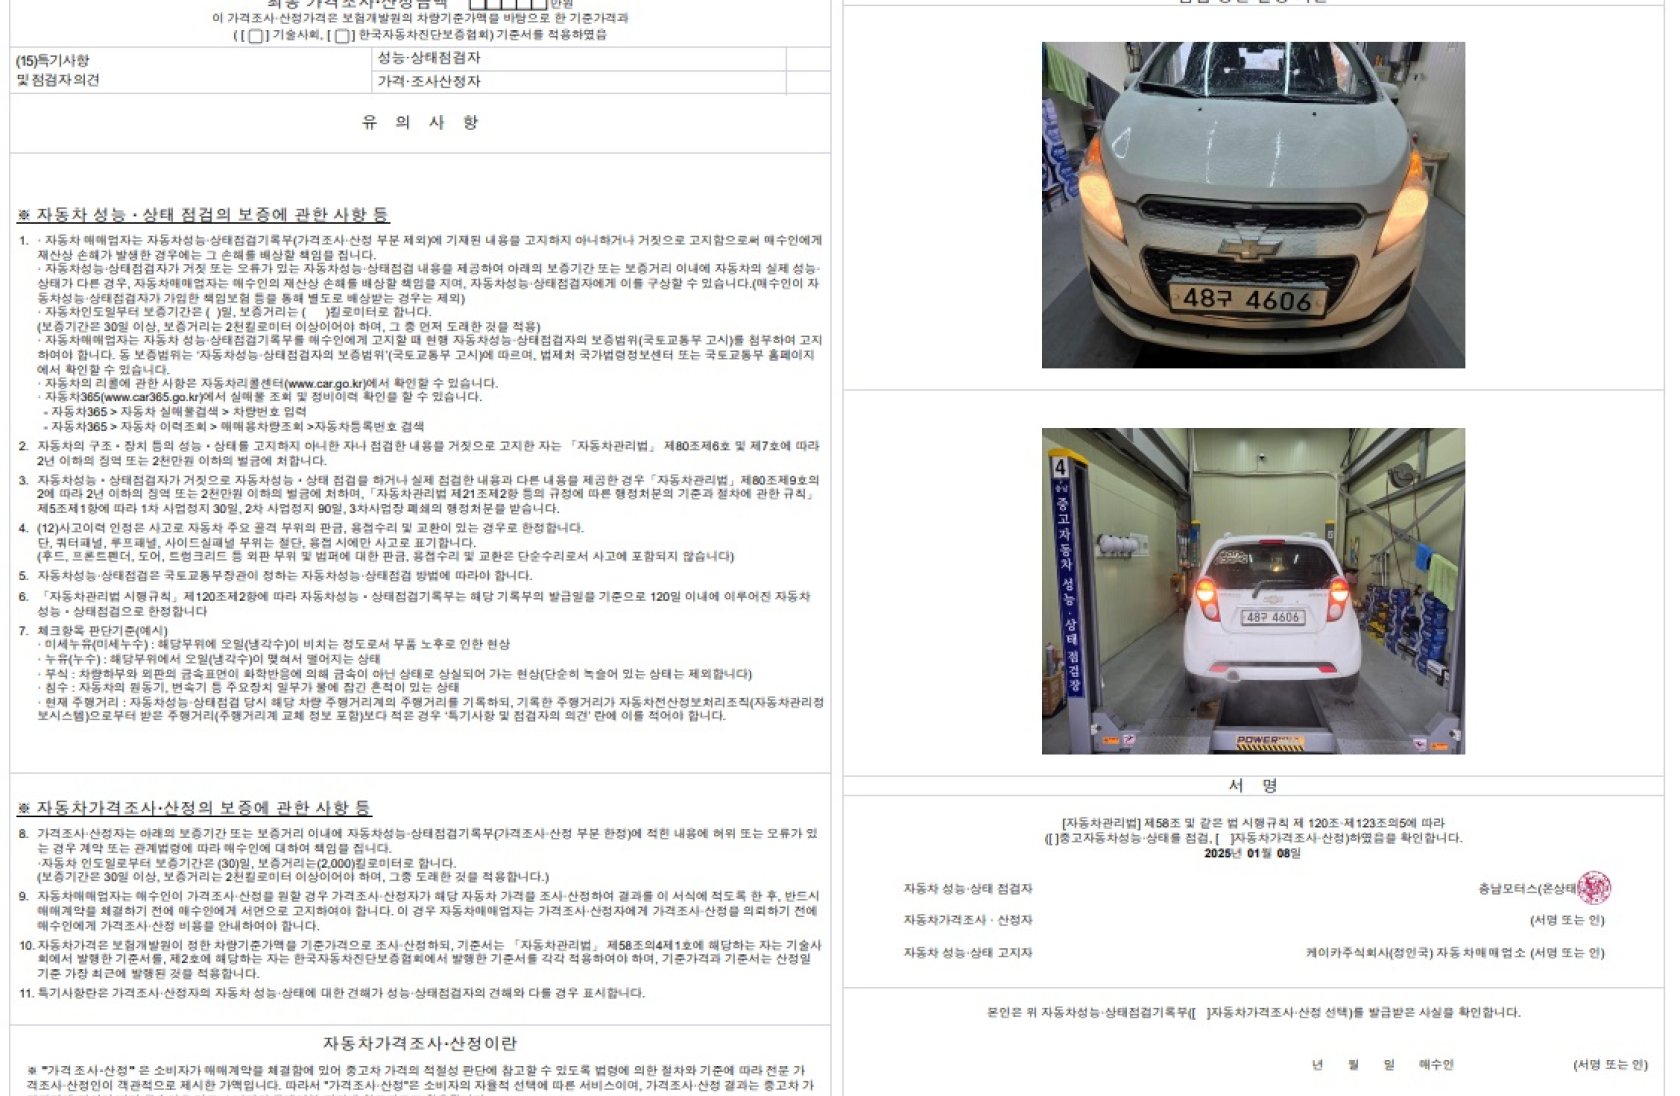 최종 가격조사·산정금액 만원
이 가격조사·산정가격은 보험개발원의 차량기준가액을 바탕으로 한 기준가격과
( [ ] 기술사회, [ ] 한국자동차진단보증협회) 기준서를 적용하였음
(15)특기사항
및 점검자 의견
성능·상태점검자
가격·조사산정자
유 의 사 항
※ 자동차 성능·상태 점검의 보증에 관한 사항 등
1. · 자동차 매매업자는 자동차성능·상태점검기록부(가격조사·산정 부분 제외)에 기재된 내용을 고지하지 아니하거나 거짓으로 고지함으로써 매수인에게
재산상 손해가 발생한 경우에는 그 손해를 배상할 책임을 집니다.
· 자동차성능·상태점검자가 거짓 또는 오류가 있는 자동차성능·상태점검 내용을 제공하여 아래의 보증기간 또는 보증거리 이내에 자동차의 실제 성능·
상태가 다른 경우, 자동차매매업자는 매수인의 재산상 손해를 배상할 책임을 지며, 자동차성능·상태점검자에게 이를 구상할 수 있습니다.(매수인이 자
동차성능·상태점검자가 가입한 책임보험 등을 통해 별도로 배상받는 경우는 제외)
· 자동차인도일부터 보증기간은 ( )일, 보증거리는 ( )킬로미터로 합니다.
(보증기간은 30일 이상, 보증거리는 2천킬로미터 이상이어야 하며, 그 중 먼저 도래한 것을 적용)
· 자동차매매업자는 자동차 성능·상태점검기록부를 매수인에게 고지할 때 현행 자동차성능·상태점검자의 보증범위(국토교통부 고시)를 첨부하여 고지
하여야 합니다. 동 보증범위는 '자동차성능·상태점검자의 보증범위'(국토교통부 고시)에 따르며, 법제처 국가법령정보센터 또는 국토교통부 홈페이지
에서 확인할 수 있습니다.
· 자동차의 리콜에 관한 사항은 자동차리콜센터(www.car.go.kr)에서 확인할 수 있습니다.
· 자동차365(www.car365.go.kr)에서 실매물 조회 및 정비이력 확인을 할 수 있습니다.
- 자동차365 > 자동차 실매물검색 > 차량번호 입력
- 자동차365 > 자동차 이력조회 > 매매용차량조회 >자동차등록번호 검색
2. 자동차의 구조·장치 등의 성능·상태를 고지하지 아니한 자나 점검한 내용을 거짓으로 고지한 자는 「자동차관리법」 제80조제6호 및 제7호에 따라
2년 이하의 징역 또는 2천만원 이하의 벌금에 처합니다.
3. 자동차성능·상태점검자가 거짓으로 자동차성능·상태 점검을 하거나 실제 점검한 내용과 다른 내용을 제공한 경우「자동차관리법」제80조제9호의
2에 따라 2년 이하의 징역 또는 2천만원 이하의 벌금에 처하며,「자동차관리법 제21조제2항 등의 규정에 따른 행정처분의 기준과 절차에 관한 규칙」
제5조제1항에 따라 1차 사업정지 30일, 2차 사업정지 90일, 3차사업장 폐쇄의 행정처분을 받습니다.
4. (12)사고이력 인정은 사고로 자동차 주요 골격 부위의 판금, 용접수리 및 교환이 있는 경우로 한정합니다.
단, 쿼터패널, 루프패널, 사이드실패널 부위는 절단, 용접 시에만 사고로 표기합니다.
(후드, 프론트펜더, 도어, 트렁크리드 등 외판 부위 및 범퍼에 대한 판금, 용접수리 및 교환은 단순수리로서 사고에 포함되지 않습니다)
5. 자동차성능·상태점검은 국토교통부장관이 정하는 자동차성능·상태점검 방법에 따라야 합니다.
6. 「자동차관리법 시행규칙」제120조제2항에 따라 자동차성능·상태점검기록부는 해당 기록부의 발급일을 기준으로 120일 이내에 이루어진 자동차
성능·상태점검으로 한정합니다
7. 체크항목 판단기준(예시)
· 미세누유(미세누수) : 해당부위에 오일(냉각수)이 비치는 정도로서 부품 노후로 인한 현상
· 누유(누수) : 해당부위에서 오일(냉각수)이 맺혀서 떨어지는 상태
· 부식 : 차량하부와 외판의 금속표면이 화학반응에 의해 금속이 아닌 상태로 상실되어 가는 현상(단순히 녹슬어 있는 상태는 제외합니다)
· 침수 : 자동차의 원동기, 변속기 등 주요장치 일부가 물에 잠긴 흔적이 있는 상태
· 현재 주행거리 : 자동차성능·상태점검 당시 해당 차량 주행거리계의 주행거리를 기록하되, 기록한 주행거리가 자동차전산정보처리조직(자동차관리정
보시스템)으로부터 받은 주행거리(주행거리계 교체 정보 포함)보다 적은 경우 '특기사항 및 점검자의 의견' 란에 이를 적어야 합니다.
※ 자동차가격조사·산정의 보증에 관한 사항 등
8. 가격조사·산정자는 아래의 보증기간 또는 보증거리 이내에 자동차성능·상태점검기록부(가격조사·산정 부분 한정)에 적힌 내용에 허위 또는 오류가 있
는 경우 계약 또는 관계법령에 따라 매수인에 대하여 책임을 집니다.
·자동차 인도일로부터 보증기간은 (30)일, 보증거리는(2,000)킬로미터로 합니다.
(보증기간은 30일 이상, 보증거리는 2천킬로미터 이상이어야 하며, 그중 도래한 것을 적용합니다.)
9. 자동차매매업자는 매수인이 가격조사·산정을 원할 경우 가격조사·산정자가 해당 자동차 가격을 조사·산정하여 결과를 이 서식에 적도록 한 후, 반드시
매매계약을 체결하기 전에 매수인에게 서면으로 고지하여야 합니다. 이 경우 자동차매매업자는 가격조사·산정자에게 가격조사·산정을 의뢰하기 전에
매수인에게 가격조사·산정 비용을 안내하여야 합니다.
10. 자동차가격은 보험개발원이 정한 차량기준가액을 기준가격으로 조사·산정하되, 기준서는 「자동차관리법」 제58조의4제1호에 해당하는 자는 기술사
회에서 발행한 기준서를, 제2호에 해당하는 자는 한국자동차진단보증협회에서 발행한 기준서를 각각 적용하여야 하며, 기준가격과 기준서는 산정일
기준 가장 최근에 발행된 것을 적용합니다.
11. 특기사항란은 가격조사·산정자의 자동차 성능·상태에 대한 견해가 성능·상태점검자의 견해와 다를 경우 표시합니다.
자동차가격조사·산정이란
※ "가격 조사·산정" 은 소비자가 매매계약을 체결함에 있어 중고차 가격의 적절성 판단에 참고할 수 있도록 법령에 의한 절차와 기준에 따라 전문 가
격조사·산정인이 객관적으로 제시한 가액입니다. 따라서 "가격조사·산정"은 소비자의 자율적 선택에 따른 서비스이며, 가격조사·산정 결과는 중고차 가
48구 4606
4
충남
중고자동차 성능·상태 점검장
48구 4606
POWER
서 명
[자동차관리법] 제58조 및 같은 법 시행규칙 제 120조·제123조의5에 따라
([ ]중고자동차성능·상태를 점검, [ ]자동차가격조사·산정)하였음을 확인합니다.
2025년 01월 08일
자동차 성능·상태 점검자 충남모터스(온상태
자동차가격조사 · 산정자 (서명 또는 인)
자동차 성능·상태 고지자 케이카주식회사(정인국) 자동차매매업소 (서명 또는 인)
본인은 위 자동차성능·상태점검기록부([ ]자동차가격조사·산정 선택)를 발급받은 사실을 확인합니다.
년 월 일 매수인 (서명 또는 인)